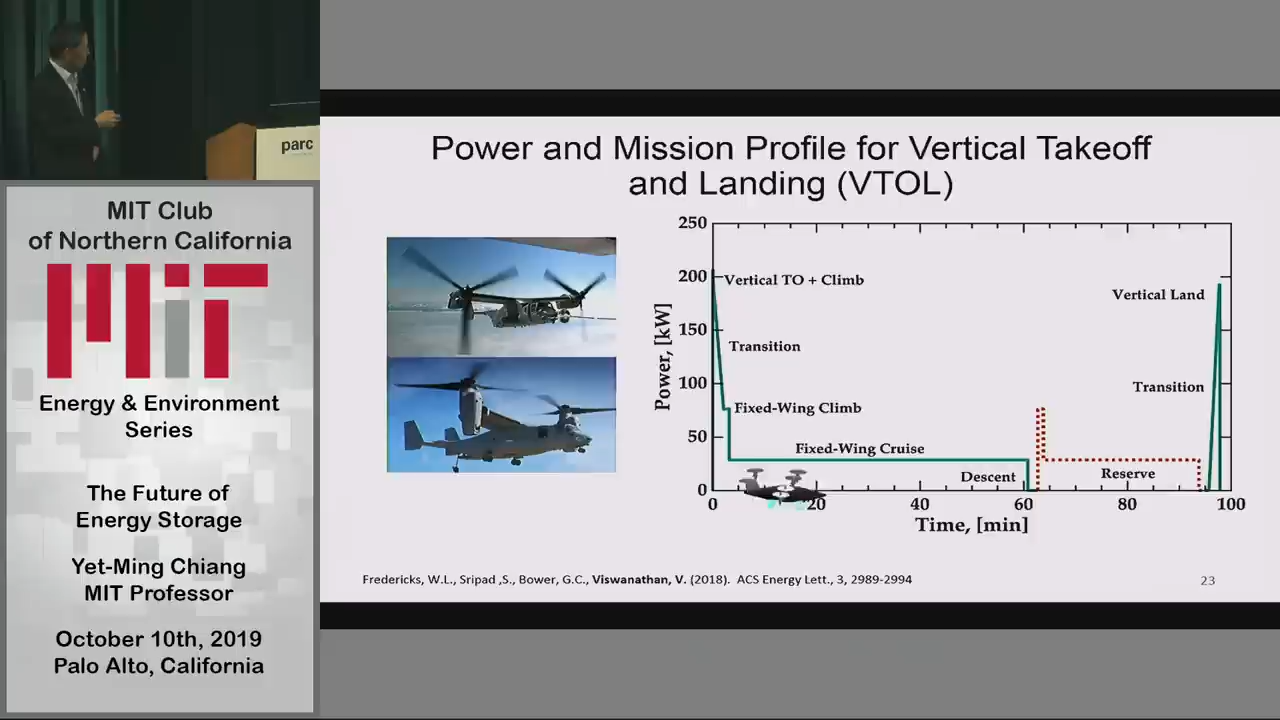 parc
MIT Club
of Northern California
MIT
Energy & Environment
Series
The Future of
Energy Storage
Yet-Ming Chiang
MIT Professor
October 10th, 2019
Palo Alto, California
Power and Mission Profile for Vertical Takeoff
and Landing (VTOL)
Power, [kW]
250
200
150
100
50
0
Vertical TO + Climb
Transition
Fixed-Wing Climb
Fixed-Wing Cruise
Descent
Reserve
Vertical Land
Transition
0 20 40 60 80 100
Time, [min]
Fredericks, W.L., Sripad ,S., Bower, G.C., Viswanathan, V. (2018). ACS Energy Lett., 3, 2989-2994
23